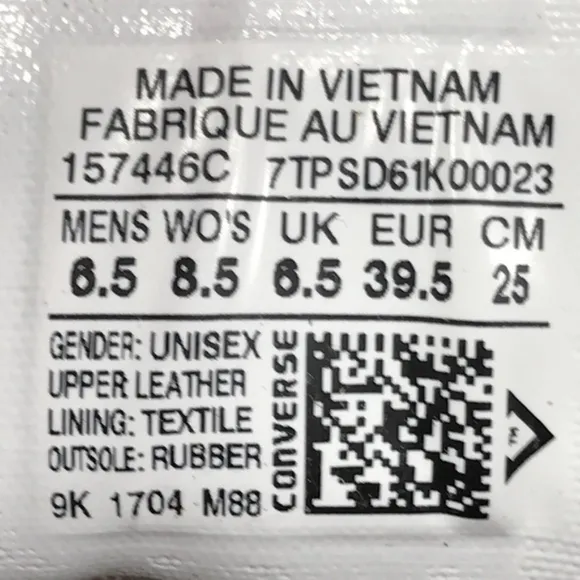 MADE IN VIETNAM
FABRIQUE AU VIETNAM
157446C 7TPSD61K00023
MENS WO'S UK EUR CM
6.5 8.5 6.5 39.5 25
GENDER: UNISEX
UPPER LEATHER
LINING: TEXTILE
OUTSOLE: RUBBER
9K 1704 M88
CONVERSE